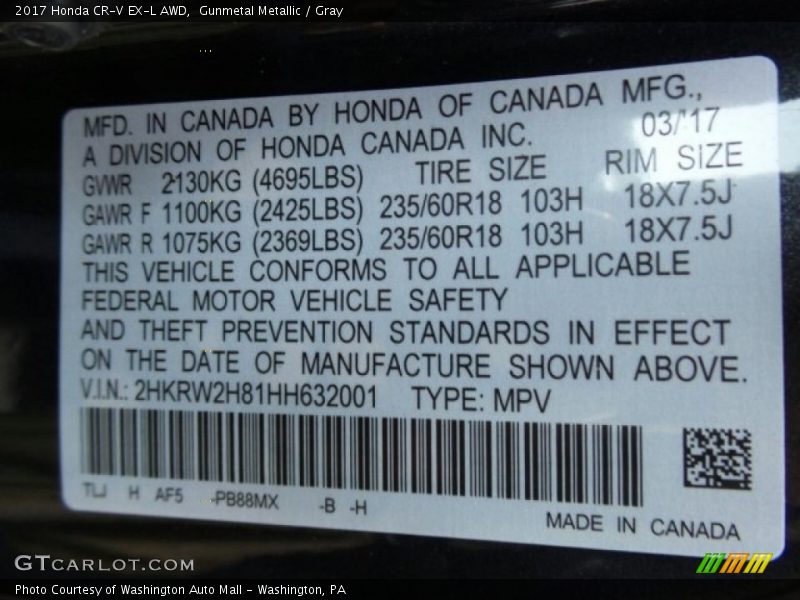 2017 Honda CR-V EX-L AWD,  Gunmetal Metallic / Gray
MFD. IN CANADA BY HONDA OF CANADA MFG.,
A DIVISION OF HONDA CANADA INC. 03/'17
GVWR 2130KG (4695LBS) TIRE SIZE RIM SIZE
GAWR F 1100KG (2425LBS) 235/60R18 103H 18X7.5J
GAWR R 1075KG (2369LBS) 235/60R18 103H 18X7.5J
THIS VEHICLE CONFORMS TO ALL APPLICABLE
FEDERAL MOTOR VEHICLE SAFETY
AND THEFT PREVENTION STANDARDS IN EFFECT
ON THE DATE OF MANUFACTURE SHOWN ABOVE.
V.I.N.: 2HKRW2H81HH632001 TYPE: MPV
TLJ H AF5 -PB88MX -B -H
MADE IN CANADA
GTCARLOT.COM
Photo Courtesy of Washington Auto Mall - Washington, PA